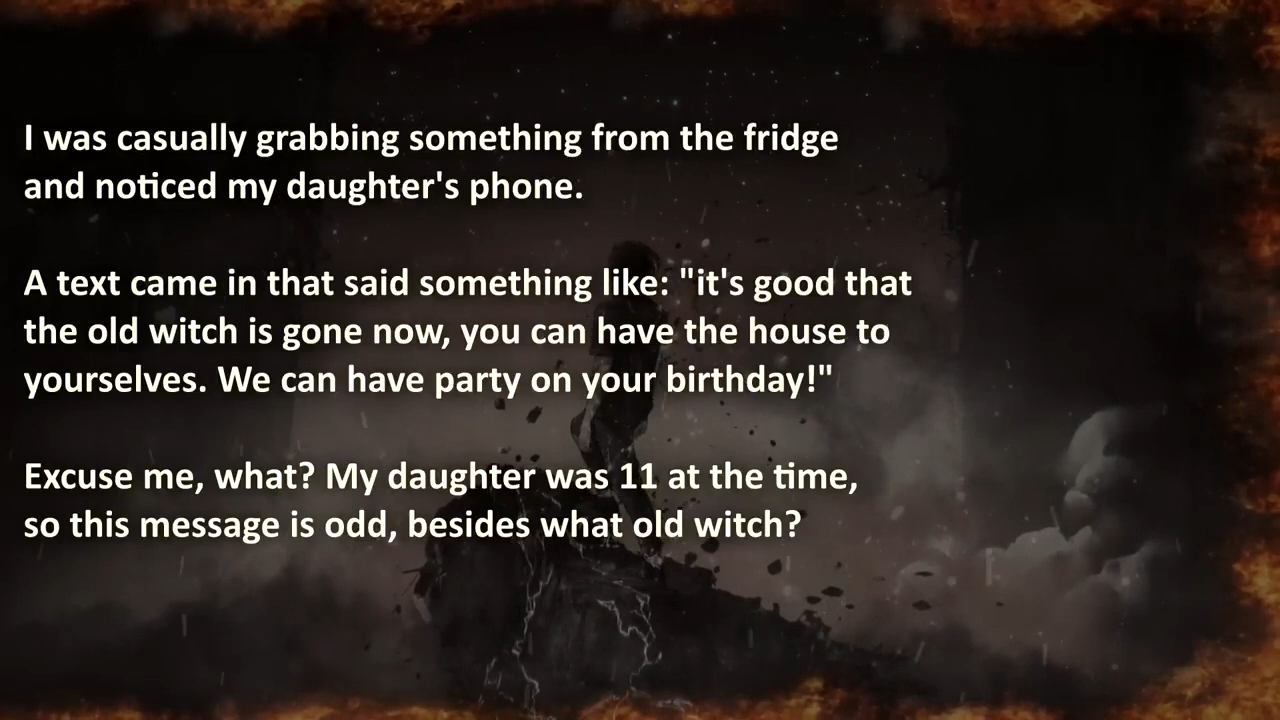 I was casually grabbing something from the fridge
and noticed my daughter's phone.
A text came in that said something like: "it's good that
the old witch is gone now, you can have the house to
yourselves. We can have party on your birthday!"
Excuse me, what? My daughter was 11 at the time,
so this message is odd, besides what old witch?